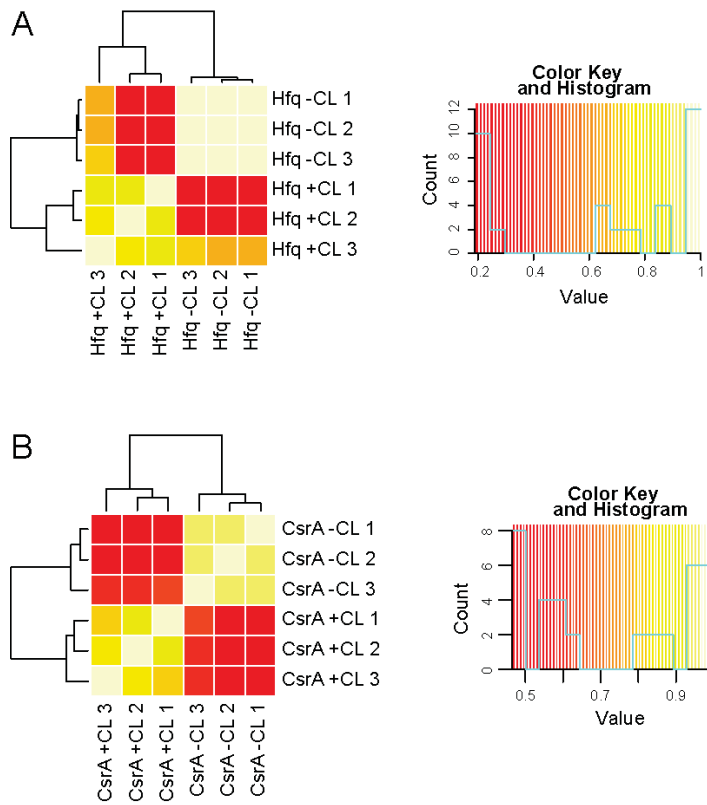 A
Hfq -CL 1
Hfq -CL 2
Hfq -CL 3
Hfq +CL 1
Hfq +CL 2
Hfq +CL 3
Hfq +CL 3
Hfq +CL 2
Hfq +CL 1
Hfq -CL 3
Hfq -CL 2
Hfq -CL 1
Color Key
and Histogram
Count
0 2 4 6 8 10 12
0.2 0.4 0.6 0.8 1
Value
B
CsrA -CL 1
CsrA -CL 2
CsrA -CL 3
CsrA +CL 1
CsrA +CL 2
CsrA +CL 3
CsrA +CL 3
CsrA +CL 2
CsrA +CL 1
CsrA -CL 3
CsrA -CL 2
CsrA -CL 1
Color Key
and Histogram
Count
0 2 4 6 8
0.5 0.7 0.9
Value